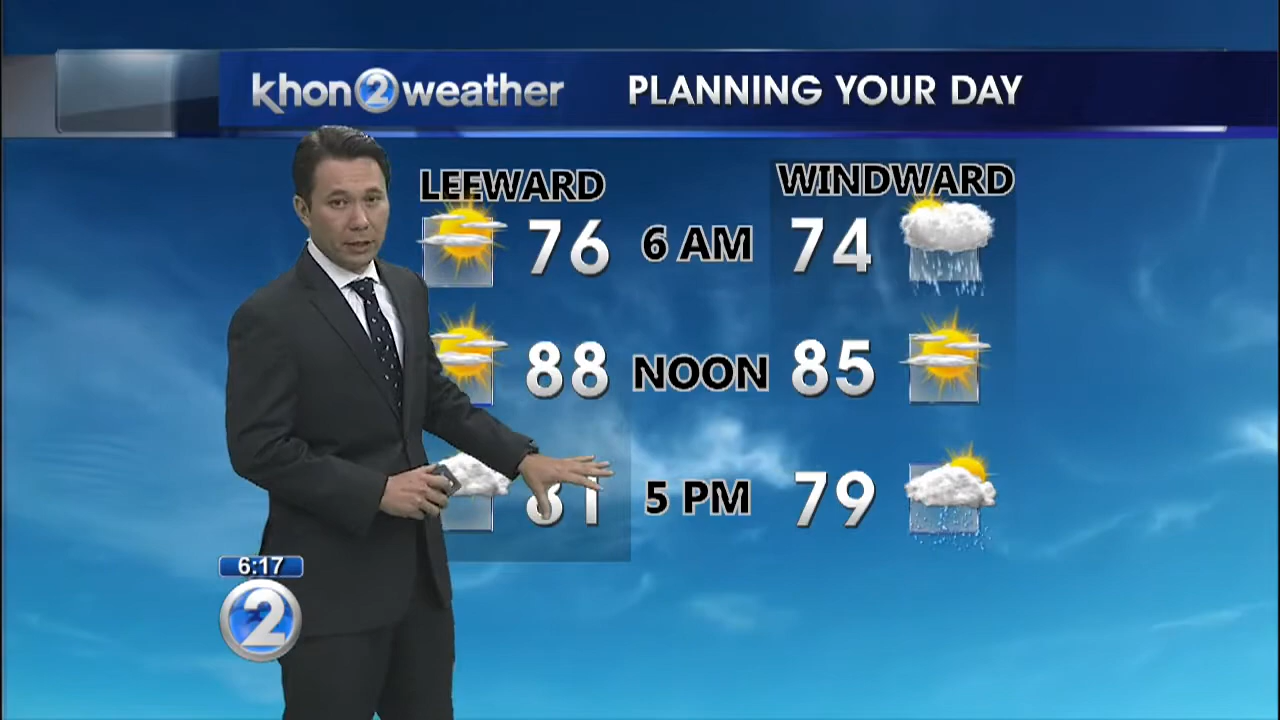 khon2weather PLANNING YOUR DAY
LEEWARD WINDWARD
76 6 AM 74
88 NOON 85
81 5 PM 79
6:17
2